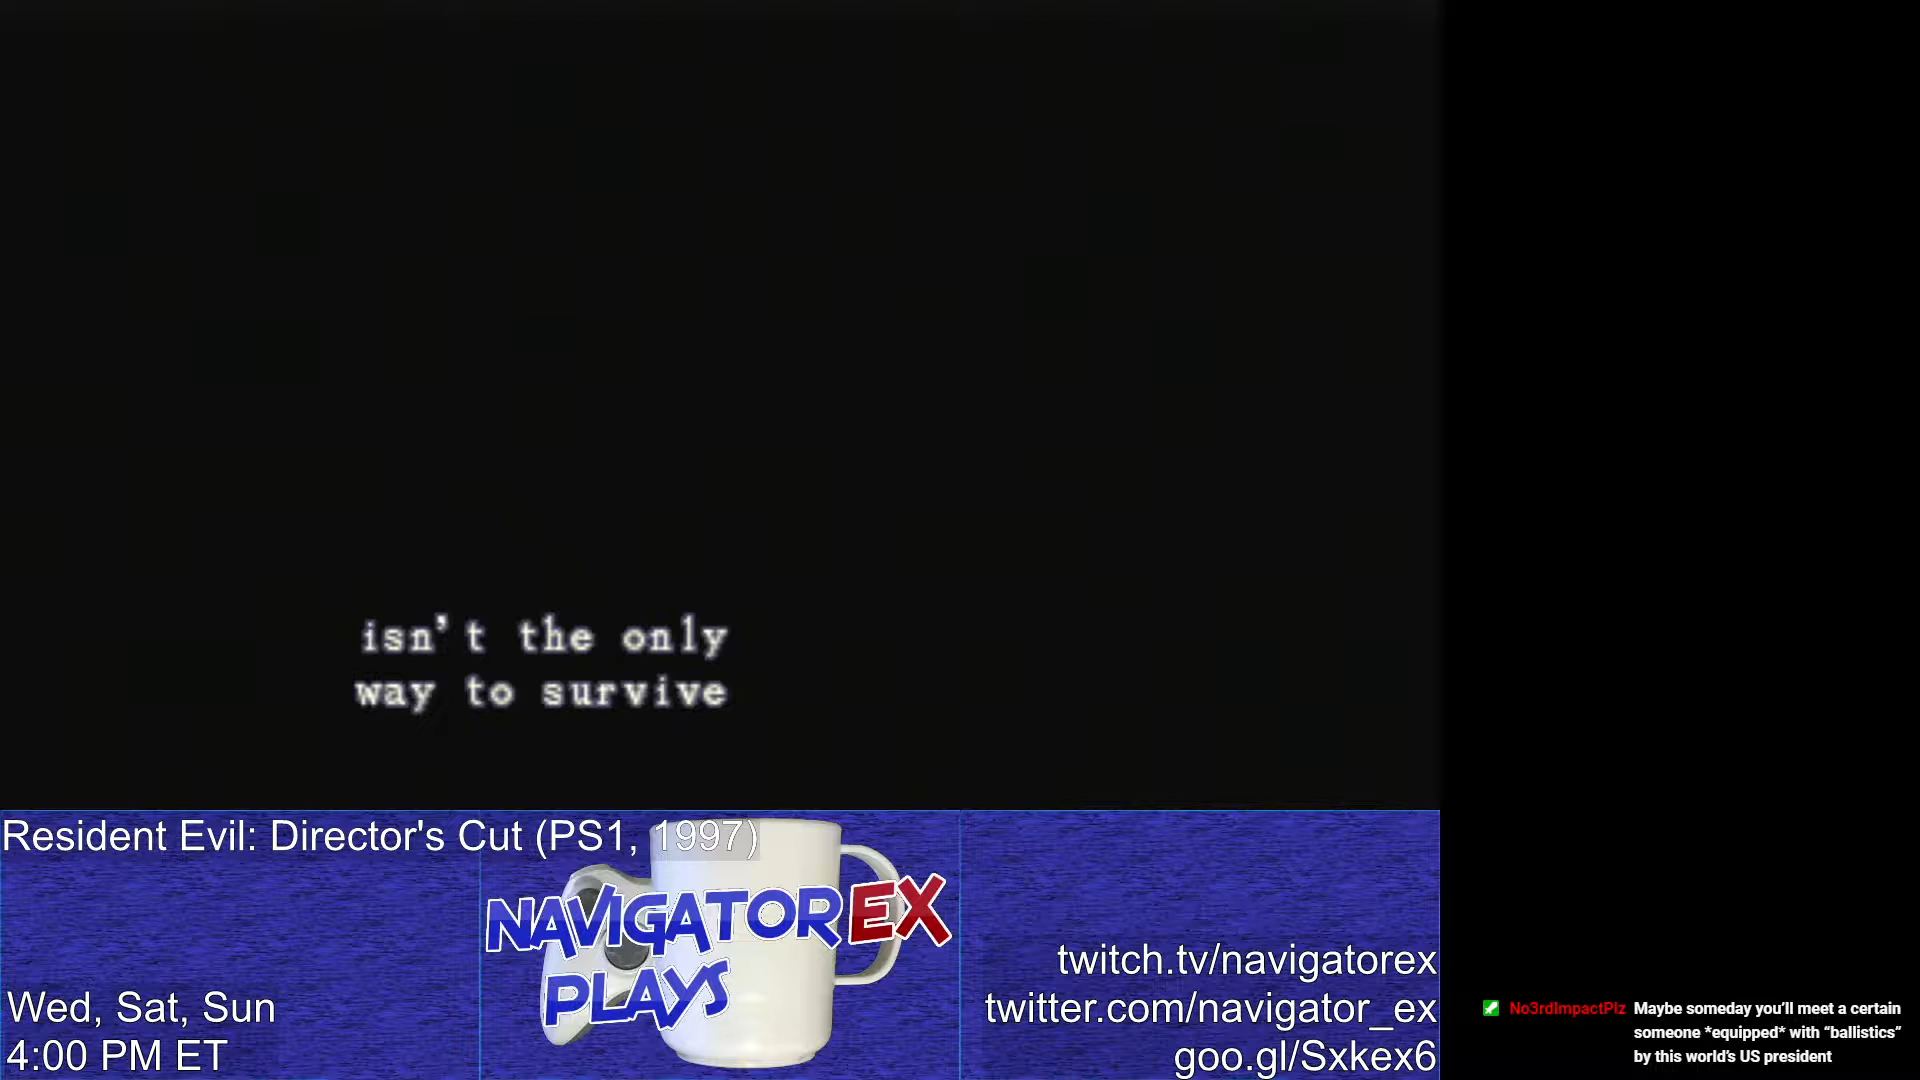 isn't the only
way to survive
Resident Evil: Director's Cut (PS1, 1997)
NAVIGATOREX
PLAYS
Wed, Sat, Sun
4:00 PM ET
twitch.tv/navigatorex
twitter.com/navigator_ex
goo.gl/Sxkex6
No3rdImpactPlz Maybe someday you’ll meet a certain
someone *equipped* with “ballistics”
by this world’s US president